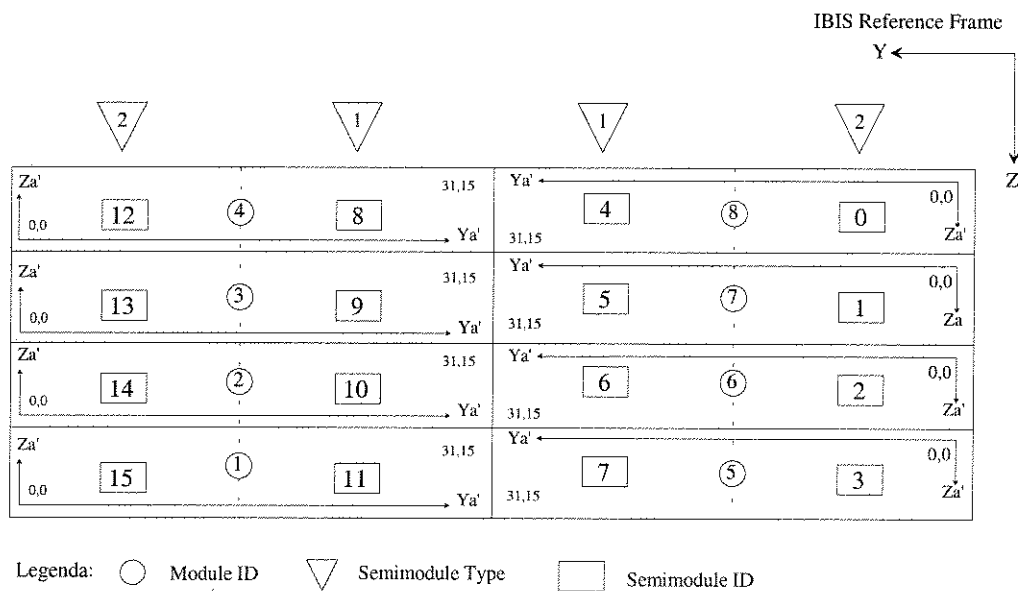 IBIS Reference Frame
Y
Z
2 1 1 2
Za' 31,15 Ya' 0,0
12 4 8 4 8 0
0,0 Ya' 31,15 Za'
Za' 31,15 Ya' 0,0
13 3 9 5 7 1
0,0 Ya' 31,15 Za
Za' 31,15 Ya' 0,0
14 2 10 6 6 2
0,0 Ya' 31,15 Za'
Za' 31,15 Ya' 0,0
15 1 11 7 5 3
0,0 Ya' 31,15 Za'
Legenda: Module ID Semimodule Type Semimodule ID